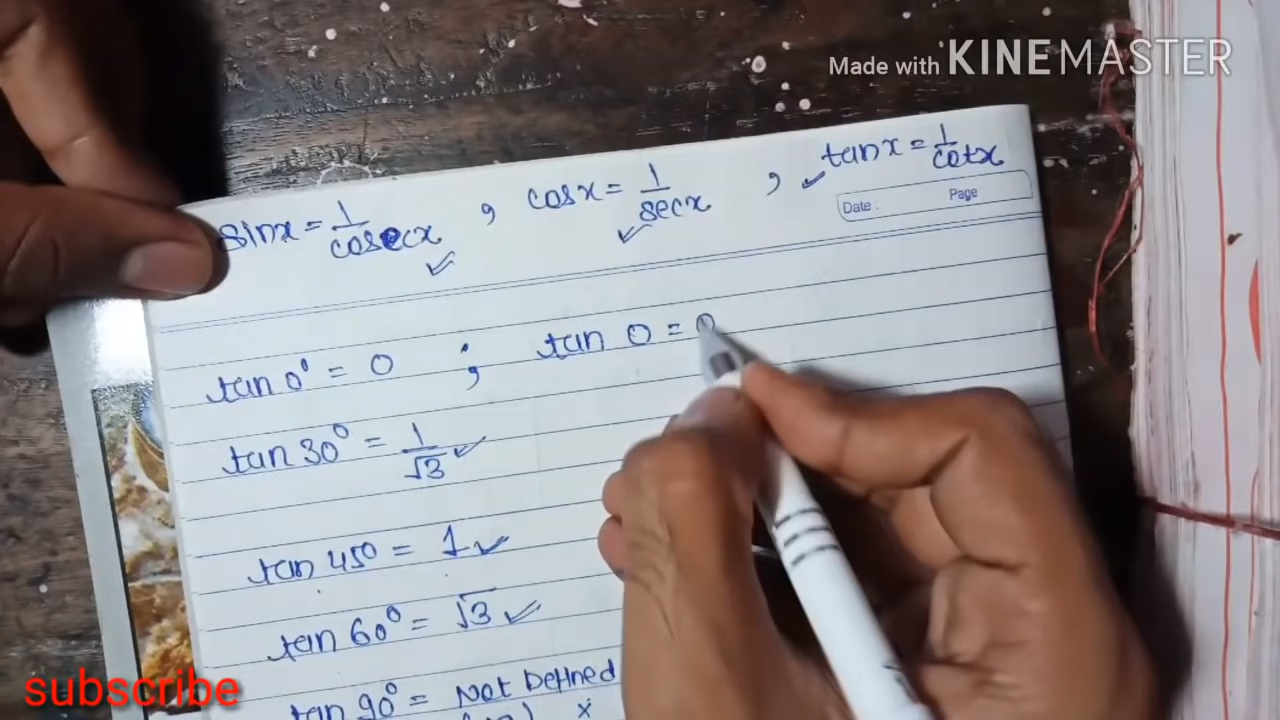 Made with KINEMASTER
sinx = 1/cosecx , cosx = 1/secx , ✓ tanx = 1/cotx
✓ ✓
Date : Page
tan 0° = 0 ; tan 0 = 0
tan 30° = 1/√3 ✓
tan 45° = 1 ✓
tan 60° = √3 ✓
tan 90° = Not Defined
subscribe